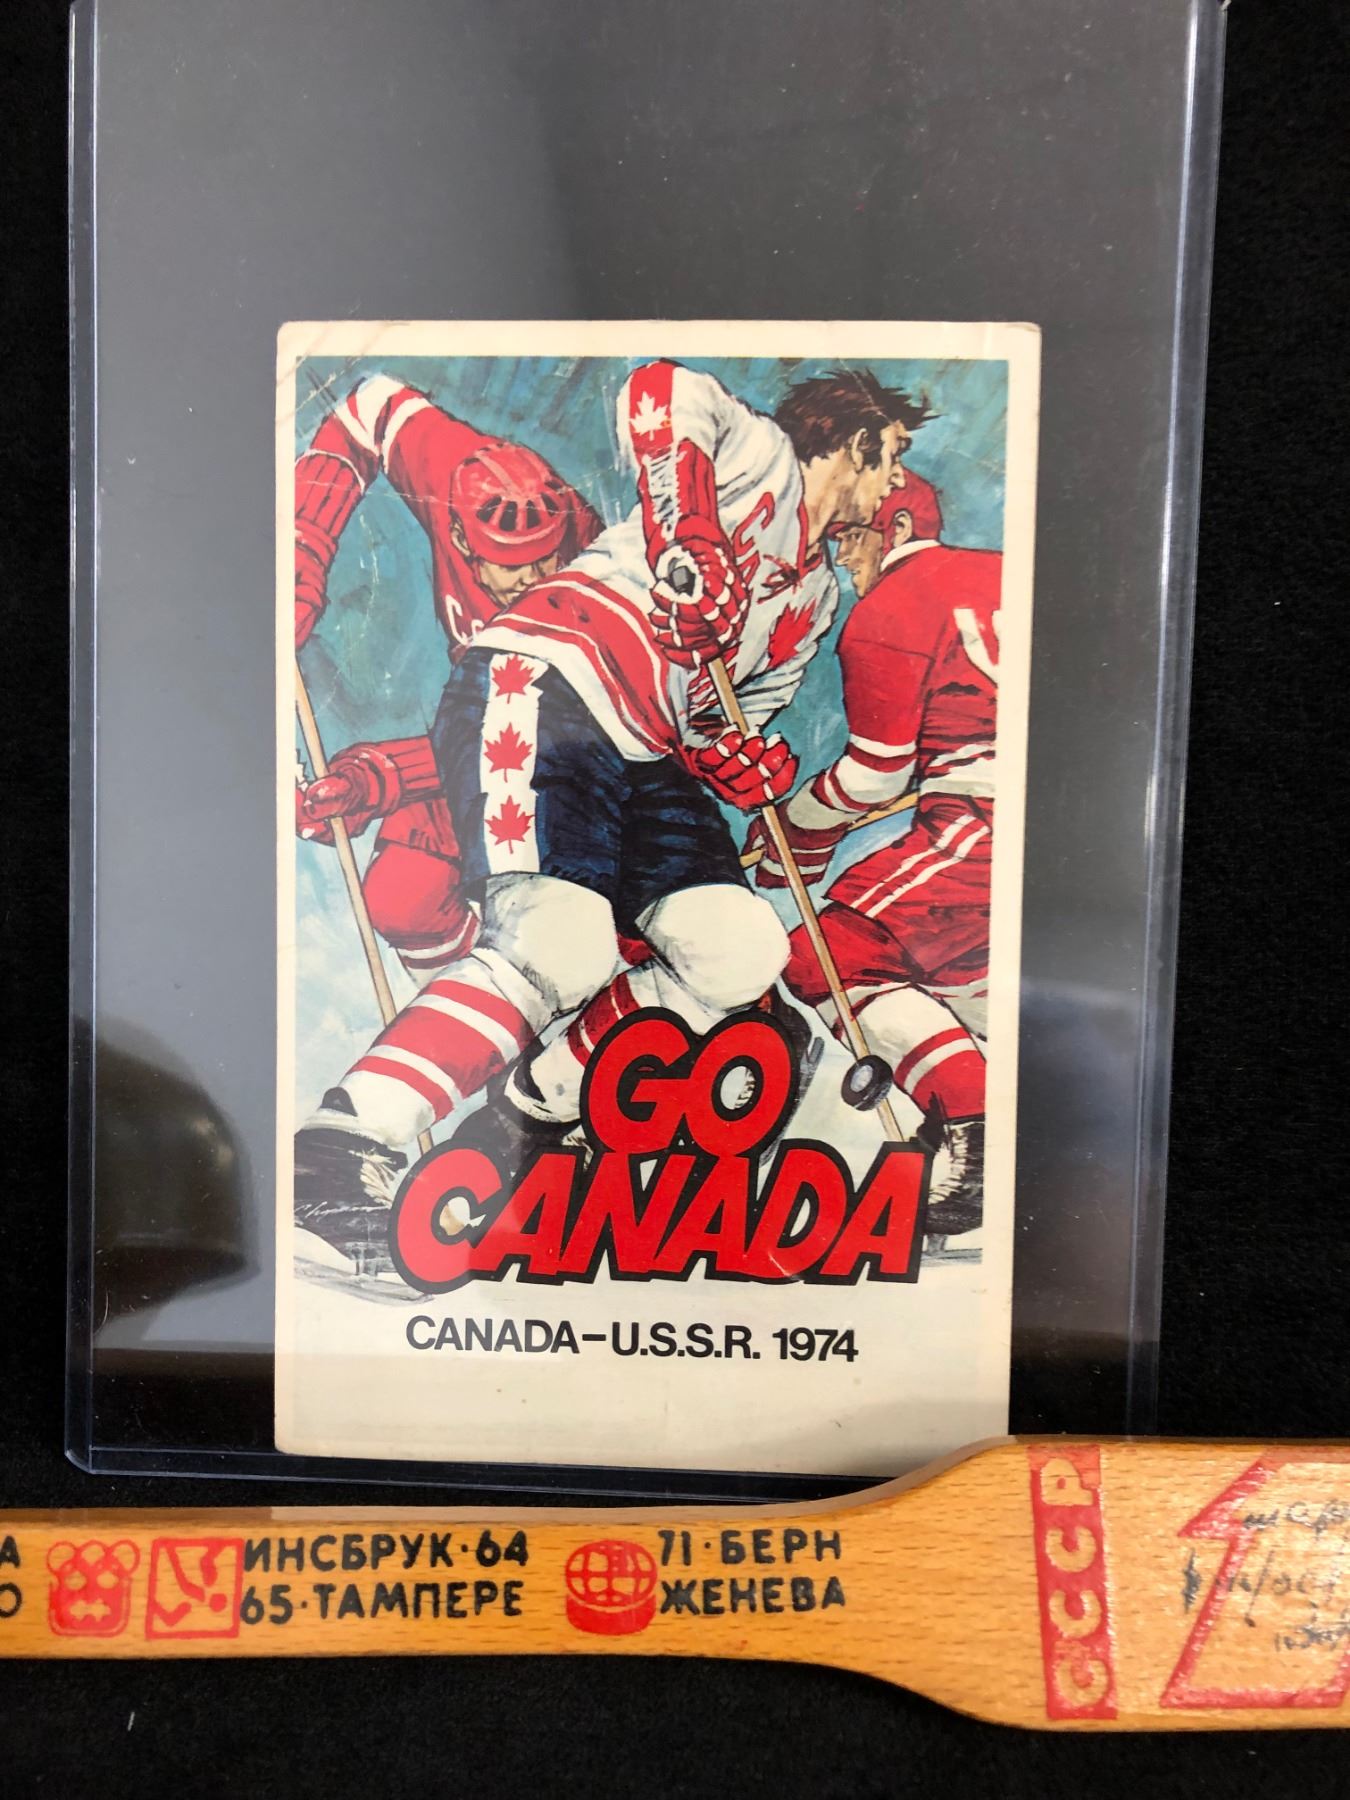 GO
CANADA
CANADA–U.S.S.R. 1974
ИНСБРУК·64
65·ТАМПЕРЕ
71·БЕРН
ЖЕНЕВА
СССР